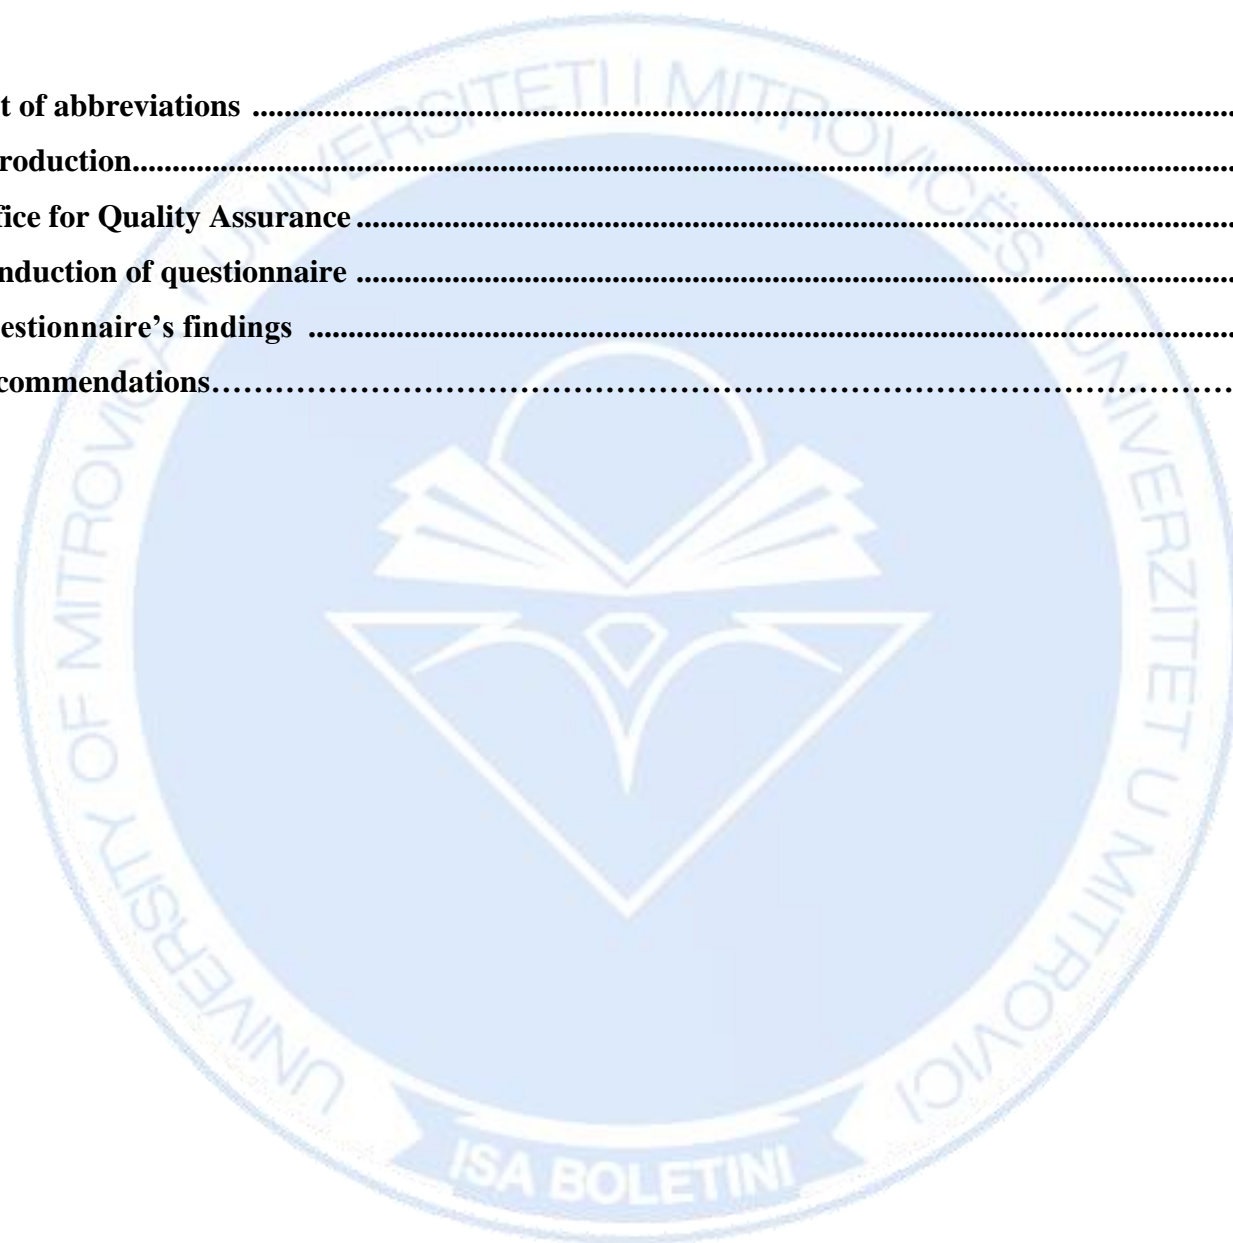 t of abbreviations ........................................................................................................................
roduction........................................................................................................................
fice for Quality Assurance ........................................................................................................................
nduction of questionnaire ........................................................................................................................
estionnaire’s findings ........................................................................................................................
commendations……………………………………………………………………………………
UNIVERSITETI I MITROVICËS
UNIVERZITET U MITROVICI
UNIVERSITY OF MITROVICA
ISA BOLETINI